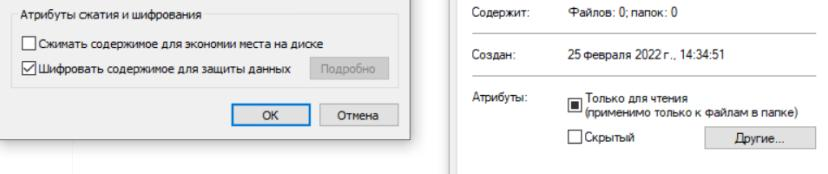 Атрибуты сжатия и шифрования
Сжимать содержимое для экономии места на диске
Шифровать содержимое для защиты данных
Подробно
ОК
Отмена
Содержит: Файлов: 0; папок: 0
Создан: 25 февраля 2022 г., 14:34:51
Атрибуты: Только для чтения
(применимо только к файлам в папке)
Скрытый
Другие...